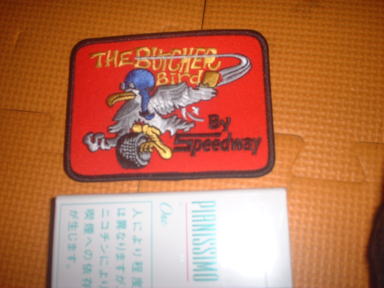 THE BUTCHER
Bird
By
Speedway
PIANISSIMO
One
人により程度
は異なりますが
ニコチンにより
喫煙への依存
が生じます。